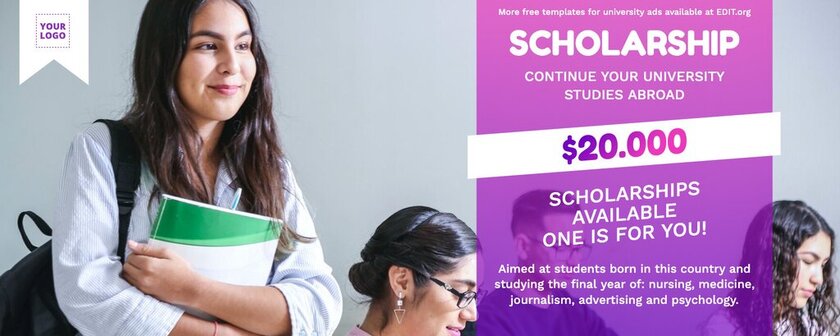 YOUR
LOGO
More free templates for university ads available at EDIT.org
SCHOLARSHIP
CONTINUE YOUR UNIVERSITY
STUDIES ABROAD
$20.000
SCHOLARSHIPS
AVAILABLE
ONE IS FOR YOU!
Aimed at students born in this country and
studying the final year of: nursing, medicine,
journalism, advertising and psychology.